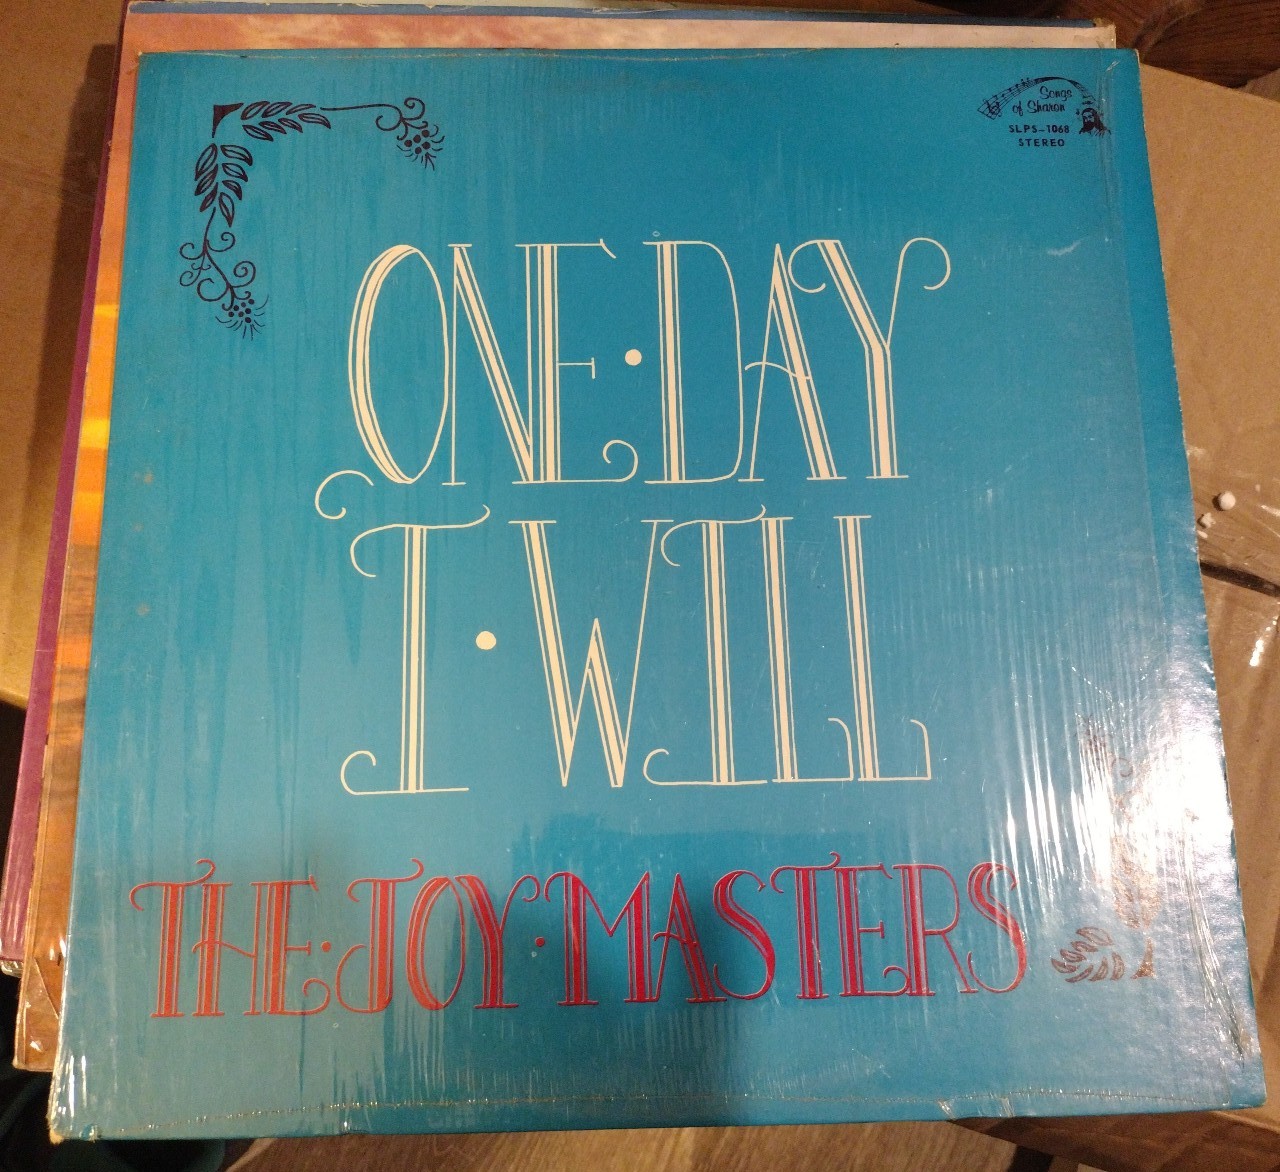 Songs
of Sharon
SLPS-1068
STEREO
ONE·DAY
I·WILL
THE·JOY·MASTERS